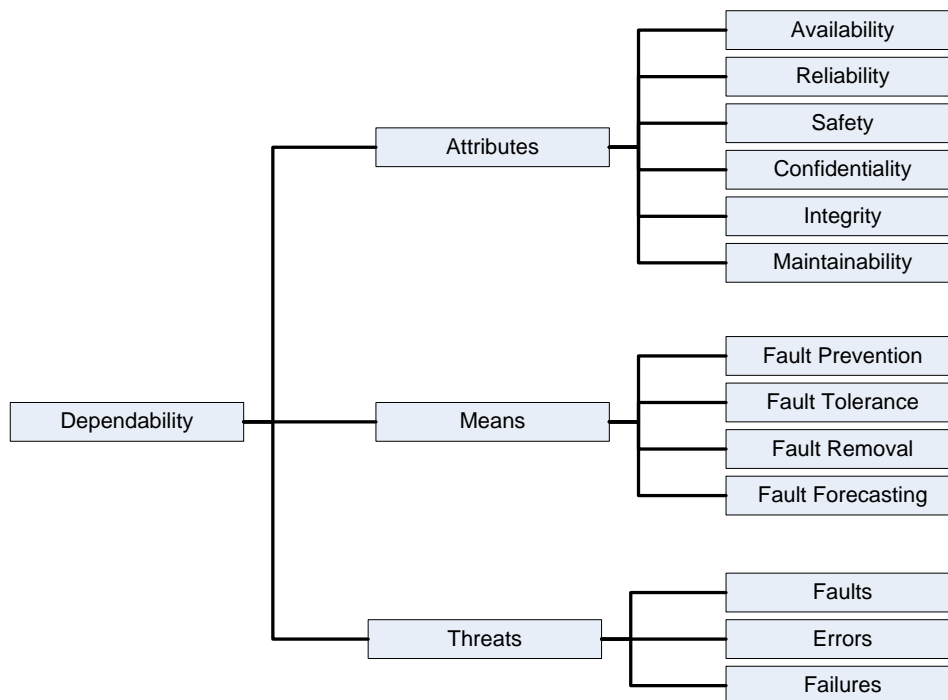 Dependability
Attributes
Availability
Reliability
Safety
Confidentiality
Integrity
Maintainability
Means
Fault Prevention
Fault Tolerance
Fault Removal
Fault Forecasting
Threats
Faults
Errors
Failures